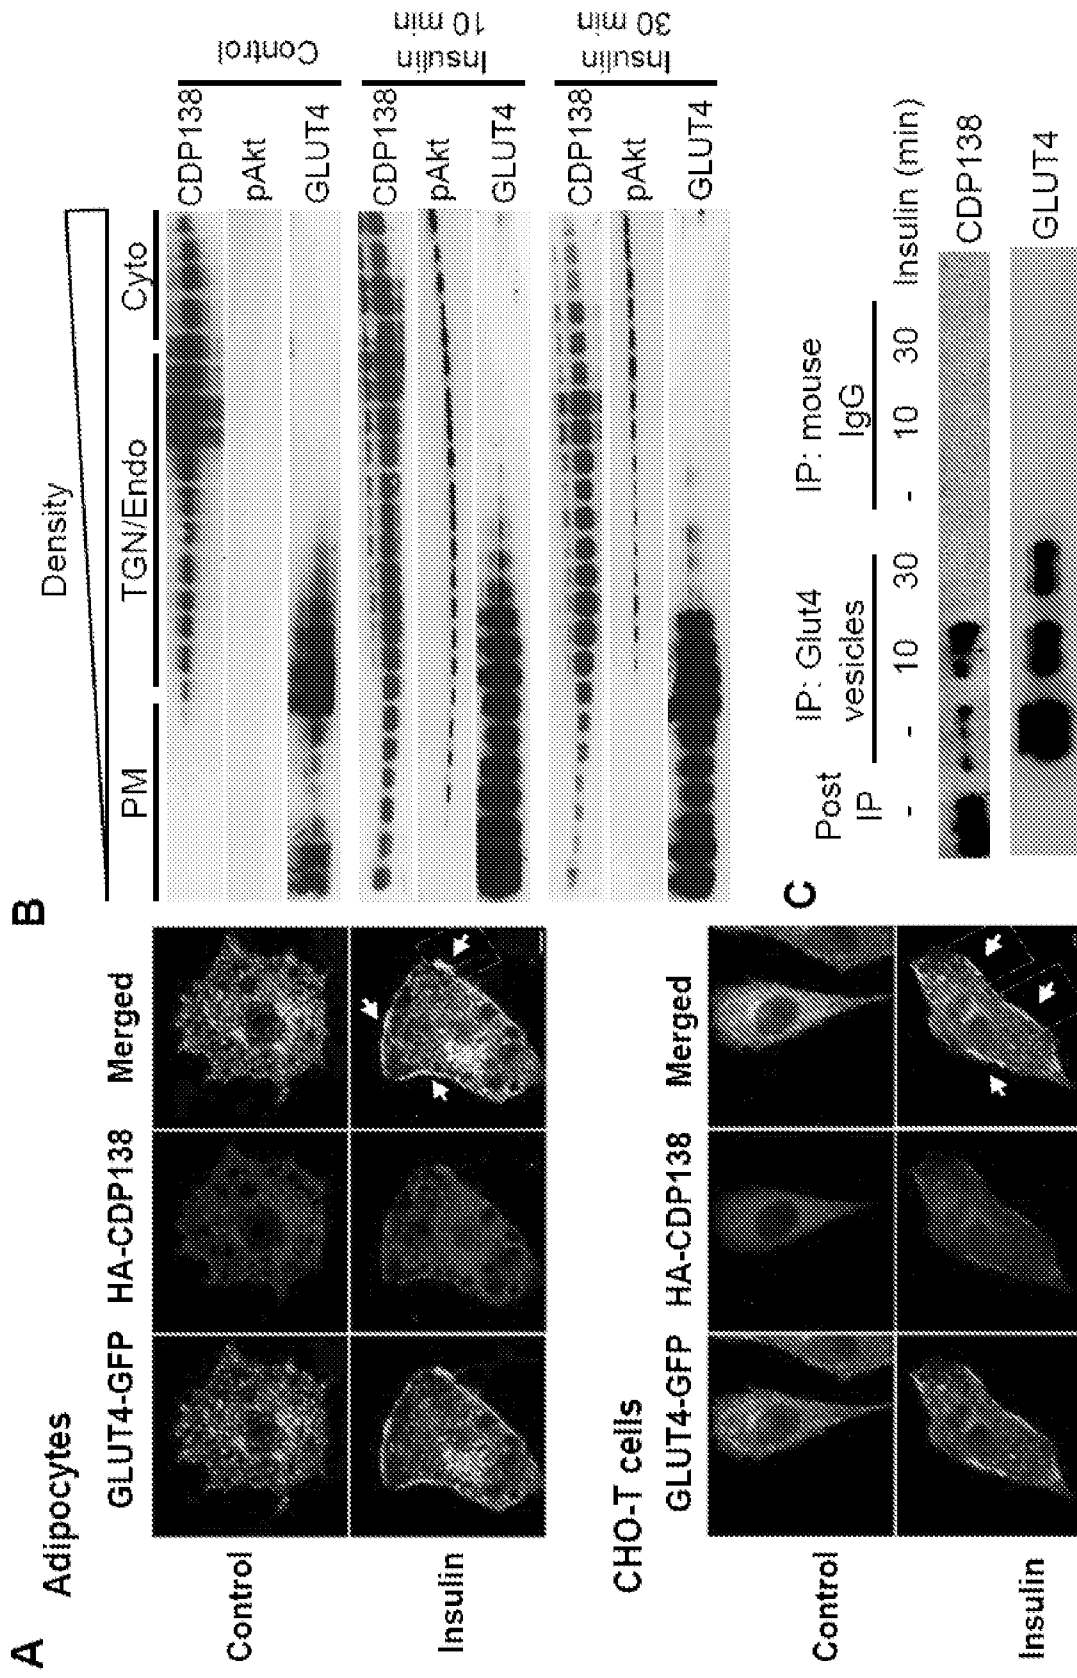 A
Adipocytes
GLUT4-GFP HA-CDP138 Merged
Control
Insulin
CHO-T cells
GLUT4-GFP HA-CDP138 Merged
Control
Insulin
B
Density
PM TGN/Endo Cyto
CDP138
pAkt
GLUT4
Control
CDP138
pAkt
GLUT4
Insulin
10 min
CDP138
pAkt
GLUT4
Insulin
30 min
C
Post
IP
IP: Glut4
vesicles
IP: mouse
IgG
- - 10 30 - 10 30 Insulin (min)
CDP138
GLUT4